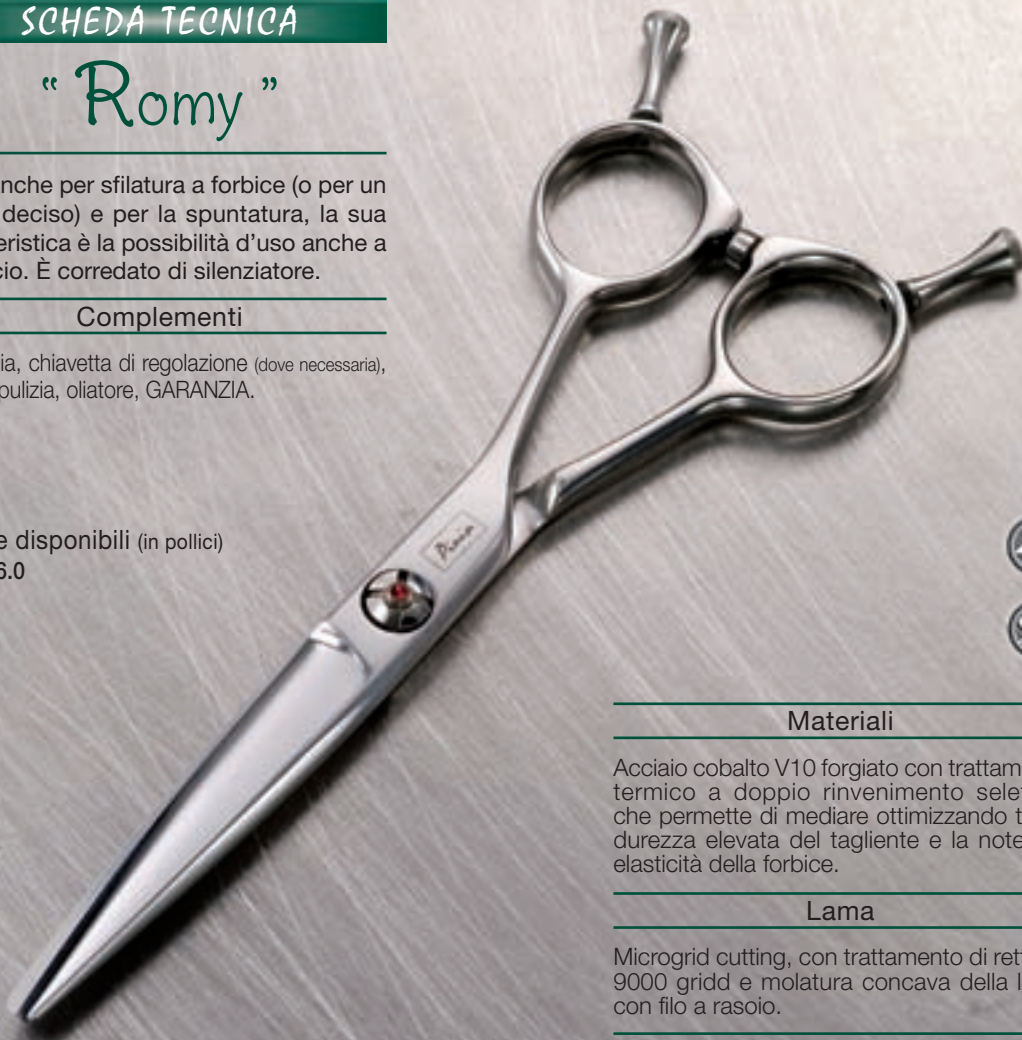 SCHEDA TECNICA
“ Romy ”
nche per sfilatura a forbice (o per un
deciso) e per la spuntatura, la sua
eristica è la possibilità d’uso anche a
cio. È corredato di silenziatore.
Complementi
ia, chiavetta di regolazione (dove necessaria),
pulizia, oliatore, GARANZIA.
e disponibili (in pollici)
6.0
Materiali
Acciaio cobalto V10 forgiato con trattam
termico a doppio rinvenimento sele
che permette di mediare ottimizzando t
durezza elevata del tagliente e la note
elasticità della forbice.
Lama
Microgrid cutting, con trattamento di ret
9000 gridd e molatura concava della l
con filo a rasoio.